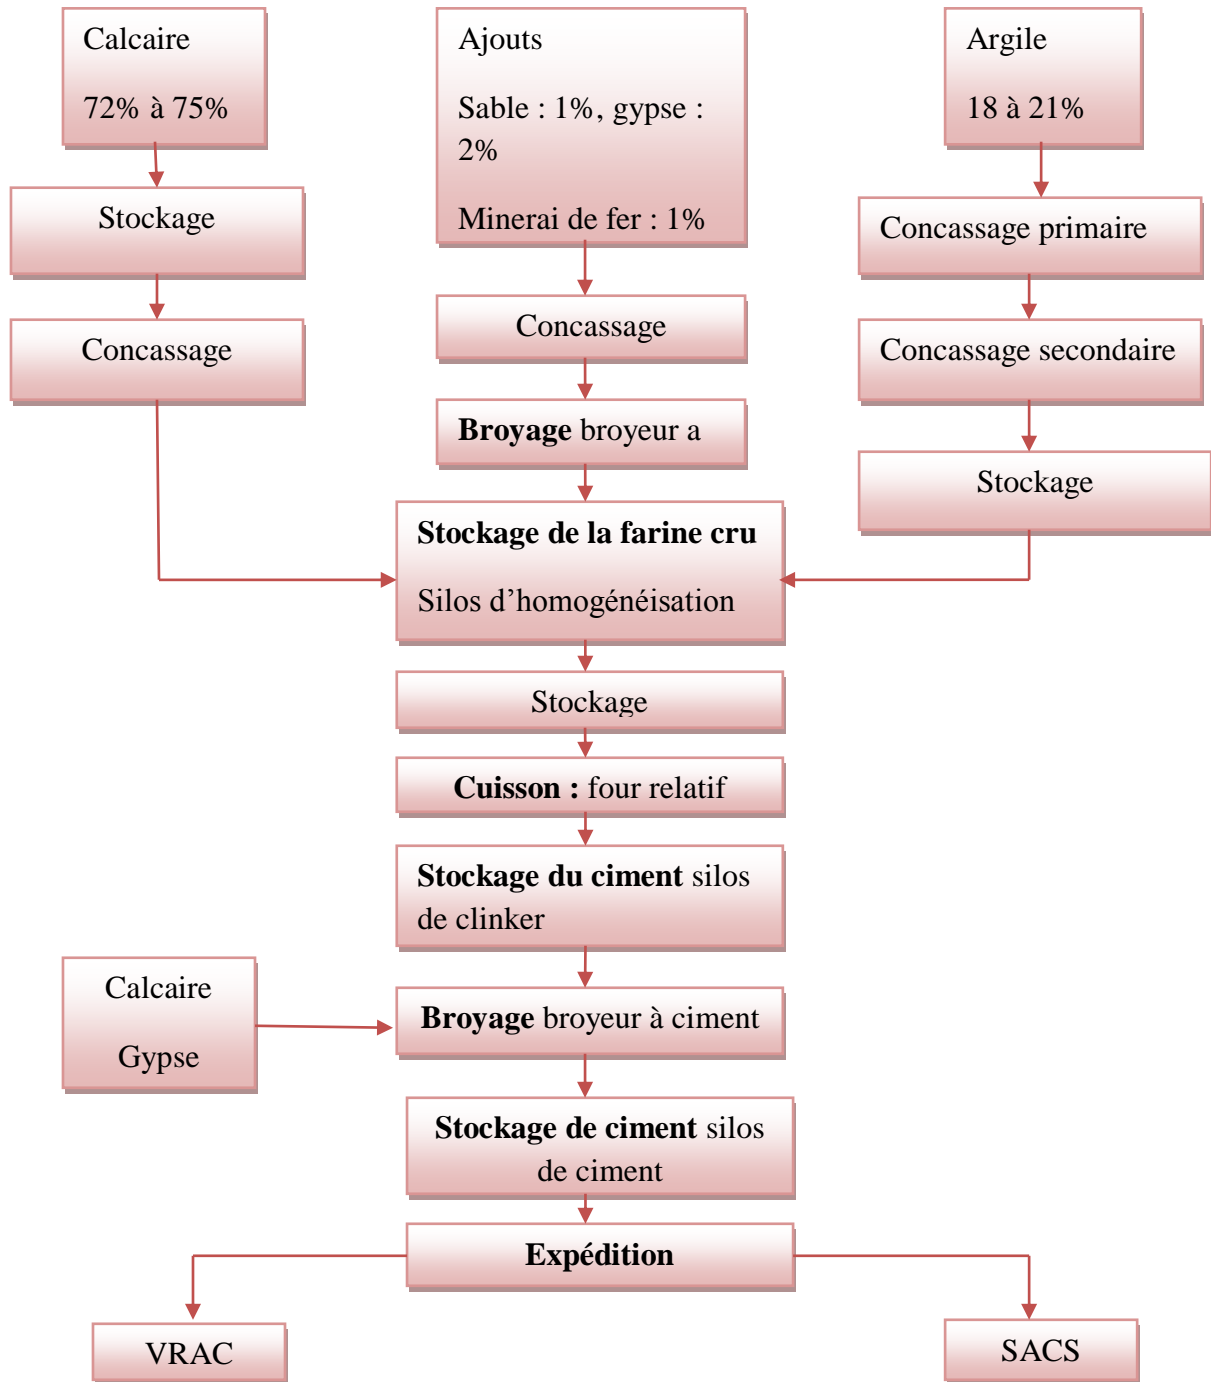 Calcaire
72% à 75%
Ajouts
Sable : 1%, gypse :
2%
Minerai de fer : 1%
Argile
18 à 21%
Stockage
Concassage
Concassage
Broyage broyeur a
Concassage primaire
Concassage secondaire
Stockage
Stockage de la farine cru
Silos d’homogénéisation
Stockage
Cuisson : four relatif
Stockage du ciment silos
de clinker
Calcaire
Gypse
Broyage broyeur à ciment
Stockage de ciment silos
de ciment
Expédition
VRAC
SACS